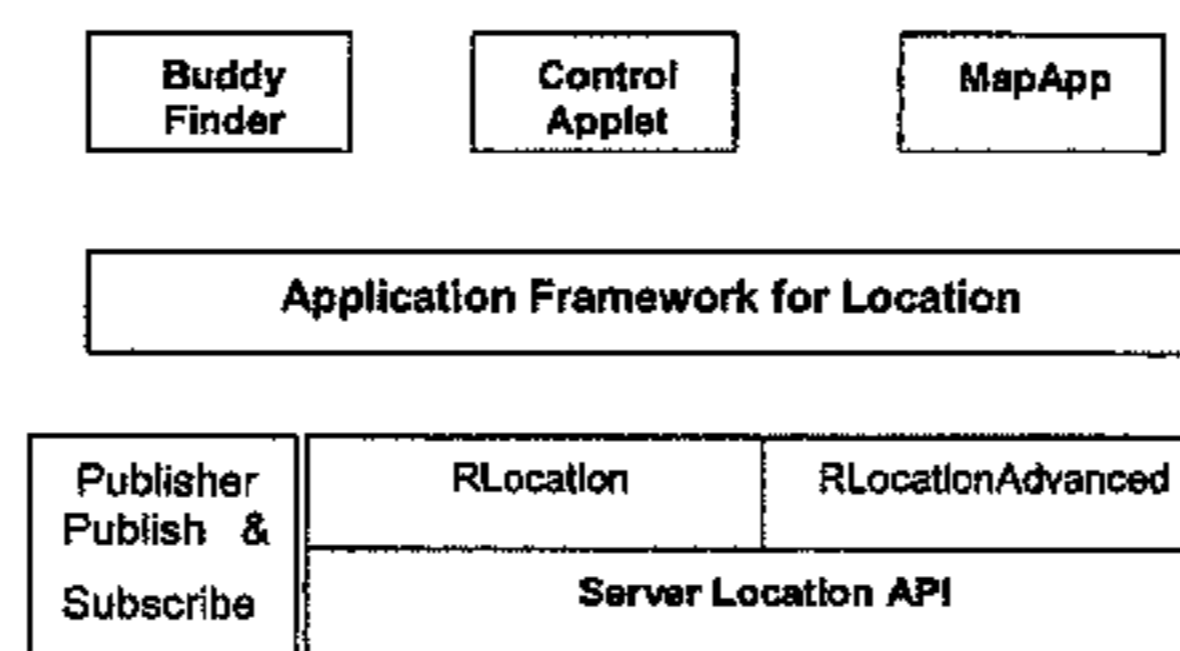 Buddy
Finder
Control
Applet
MapApp
Application Framework for Location
Publisher
Publish &
Subscribe
RLocation
RLocationAdvanced
Server Location API